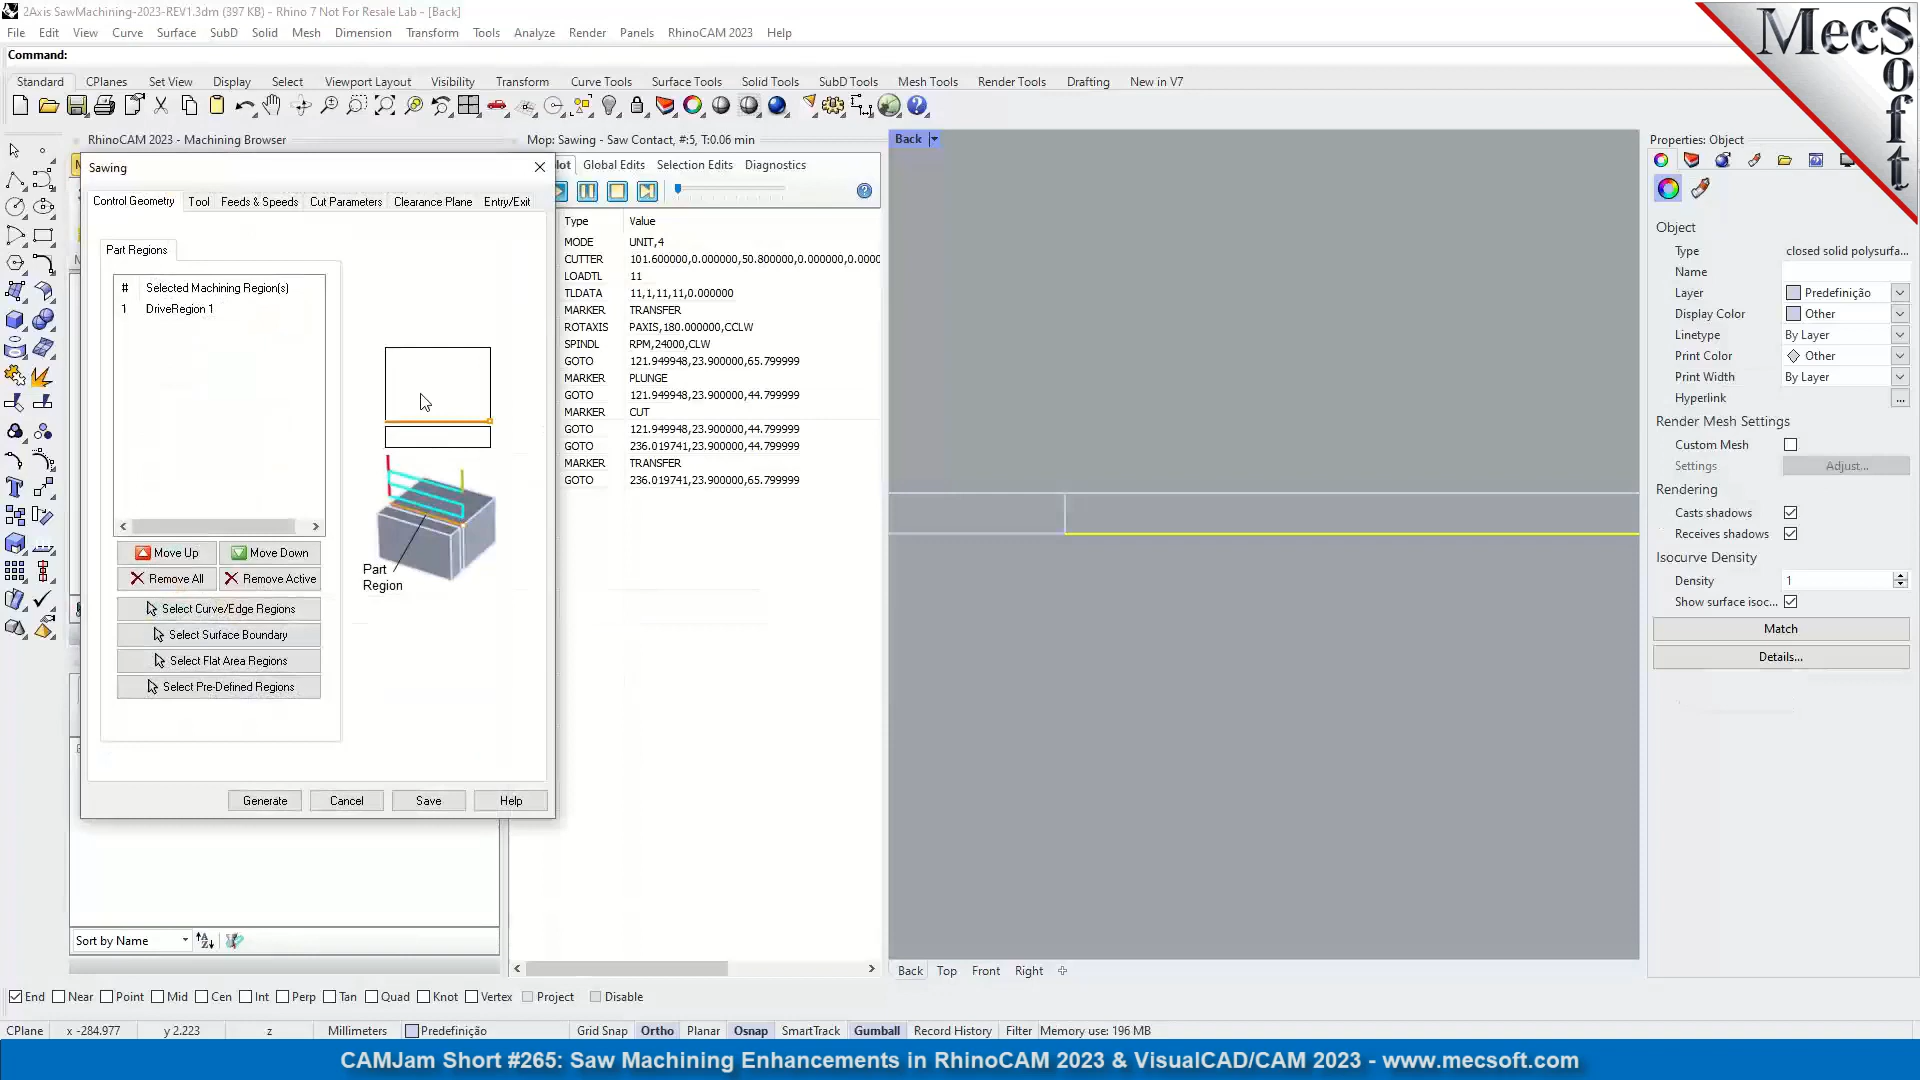 2Axis SawMachining-2023-REV1.3dm (397 KB) - Rhino 7 Not For Resale Lab - [Back]
File Edit View Curve Surface SubD Solid Mesh Dimension Transform Tools Analyze Render Panels RhinoCAM 2023 Help
Command:
Standard CPlanes Set View Display Select Viewport Layout Visibility Transform Curve Tools Surface Tools Solid Tools SubD Tools Mesh Tools Render Tools Drafting New in V7
MecSoft
RhinoCAM 2023 - Machining Browser
Mop: Sawing - Saw Contact, #:5, T:0.06 min
Back
Properties: Object
Sawing
Global Edits Selection Edits Diagnostics
Control Geometry Tool Feeds & Speeds Cut Parameters Clearance Plane Entry/Exit
Part Regions
# Selected Machining Region(s)
1 DriveRegion 1
Part
Region
Move Up Move Down
Remove All Remove Active
Select Curve/Edge Regions
Select Surface Boundary
Select Flat Area Regions
Select Pre-Defined Regions
Generate Cancel Save Help
Sort by Name
Type Value
MODE UNIT,4
CUTTER 101.600000,0.000000,50.800000,0.000000,0.000
LOADTL 11
TLDATA 11,1,11,11,0.000000
MARKER TRANSFER
ROTAXIS PAXIS,180.000000,CCLW
SPINDL RPM,24000,CLW
GOTO 121.949948,23.900000,65.799999
MARKER PLUNGE
GOTO 121.949948,23.900000,44.799999
MARKER CUT
GOTO 121.949948,23.900000,44.799999
GOTO 236.019741,23.900000,44.799999
MARKER TRANSFER
GOTO 236.019741,23.900000,65.799999
Object
Type closed solid polysurfa...
Name
Layer Predefinição
Display Color Other
Linetype By Layer
Print Color Other
Print Width By Layer
Hyperlink ...
Render Mesh Settings
Custom Mesh
Settings Adjust...
Rendering
Casts shadows
Receives shadows
Isocurve Density
Density 1
Show surface isoc...
Match
Details...
Back Top Front Right
End Near Point Mid Cen Int Perp Tan Quad Knot Vertex Project Disable
CPlane x -284.977 y 2.223 z Millimeters Predefinição Grid Snap Ortho Planar Osnap SmartTrack Gumball Record History Filter Memory use: 196 MB
CAMJam Short #265: Saw Machining Enhancements in RhinoCAM 2023 & VisualCAD/CAM 2023 - www.mecsoft.com